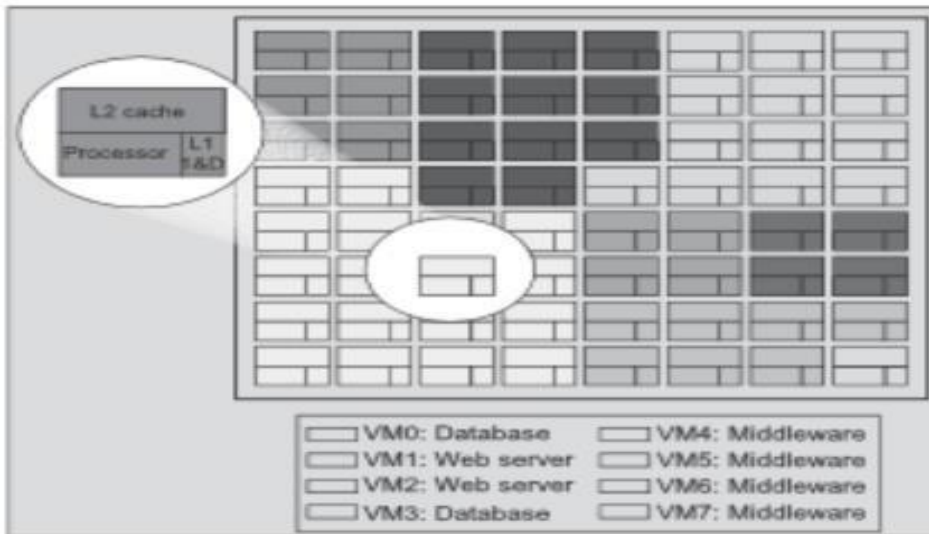 L2 cache
Processor L1
I&D
VM0: Database
VM1: Web server
VM2: Web server
VM3: Database
VM4: Middleware
VM5: Middleware
VM6: Middleware
VM7: Middleware